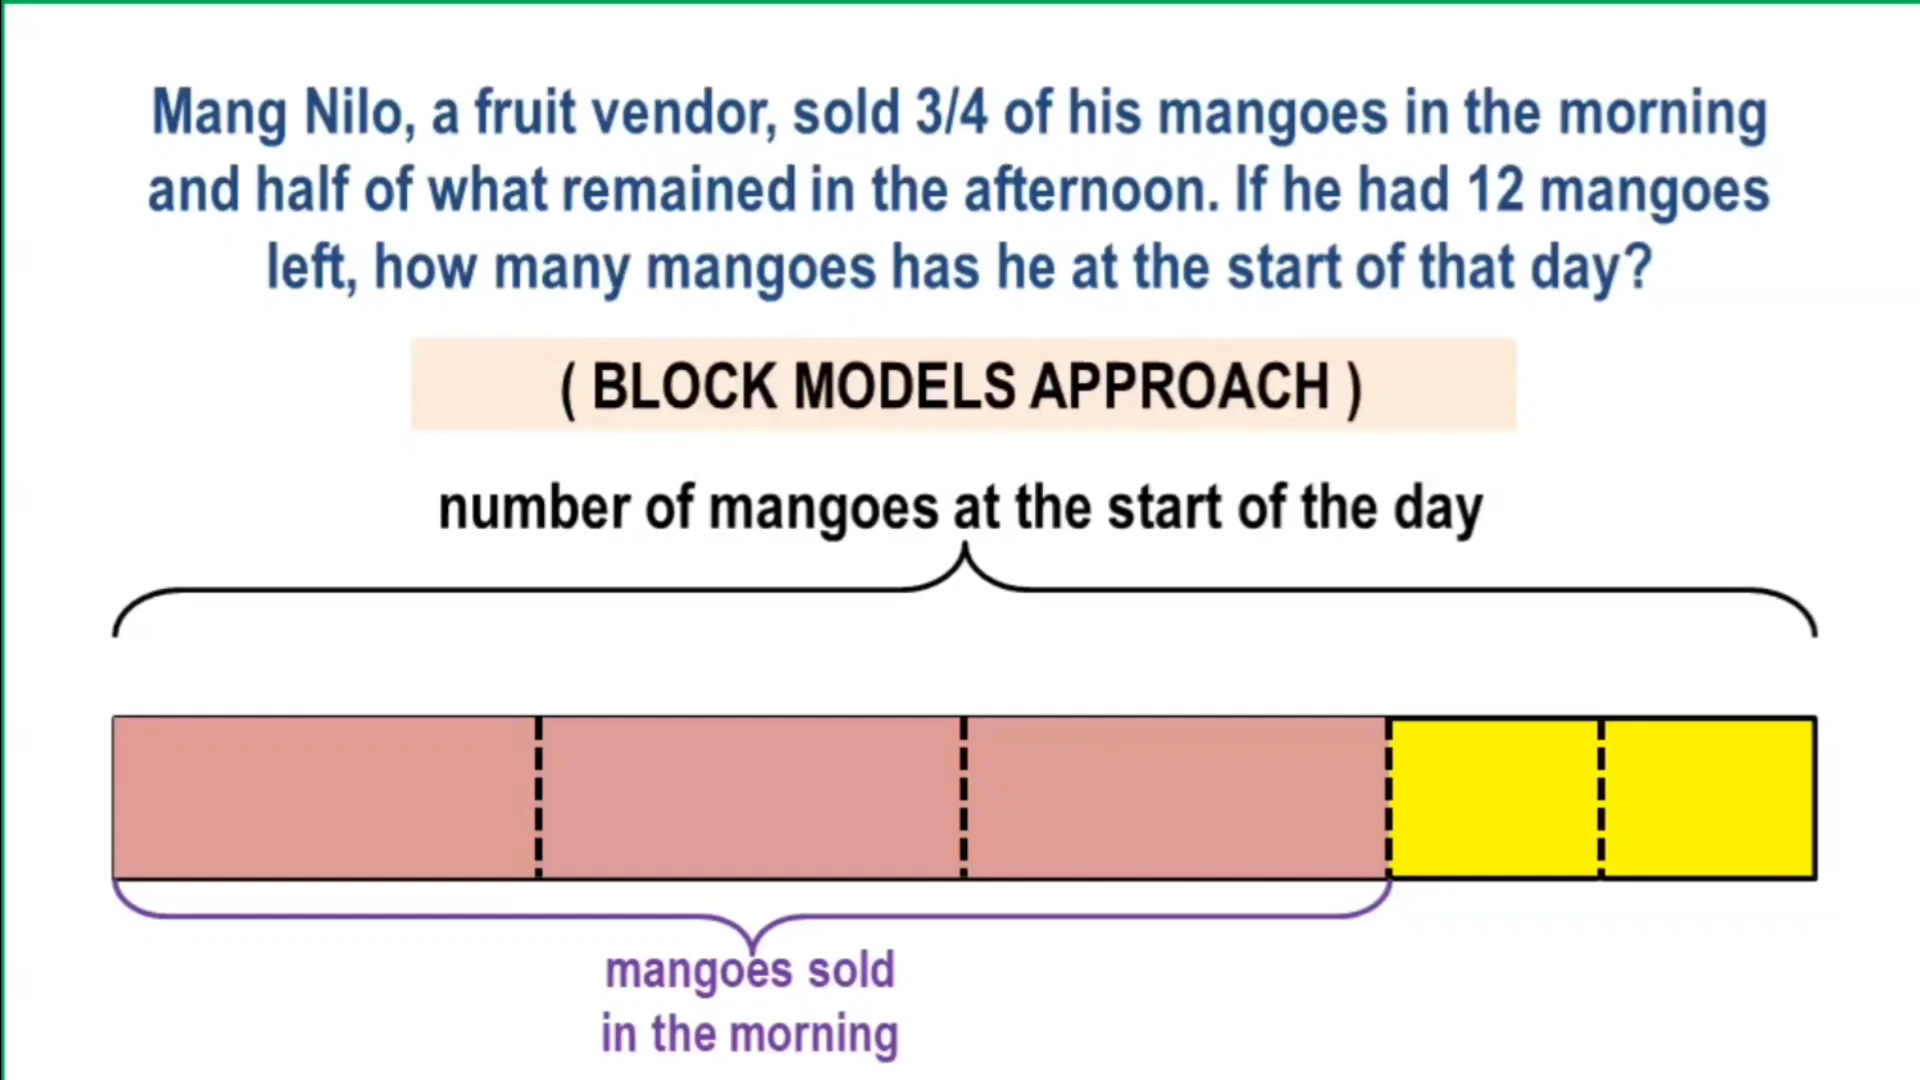 Mang Nilo, a fruit vendor, sold 3/4 of his mangoes in the morning
and half of what remained in the afternoon. If he had 12 mangoes
left, how many mangoes has he at the start of that day?
( BLOCK MODELS APPROACH )
number of mangoes at the start of the day
mangoes sold
in the morning